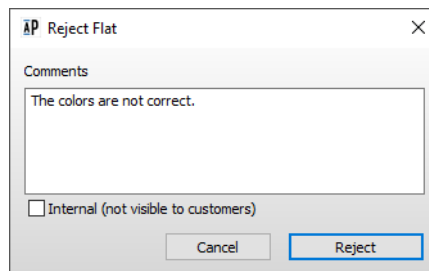 AP Reject Flat
Comments
The colors are not correct.
Internal (not visible to customers)
Cancel Reject